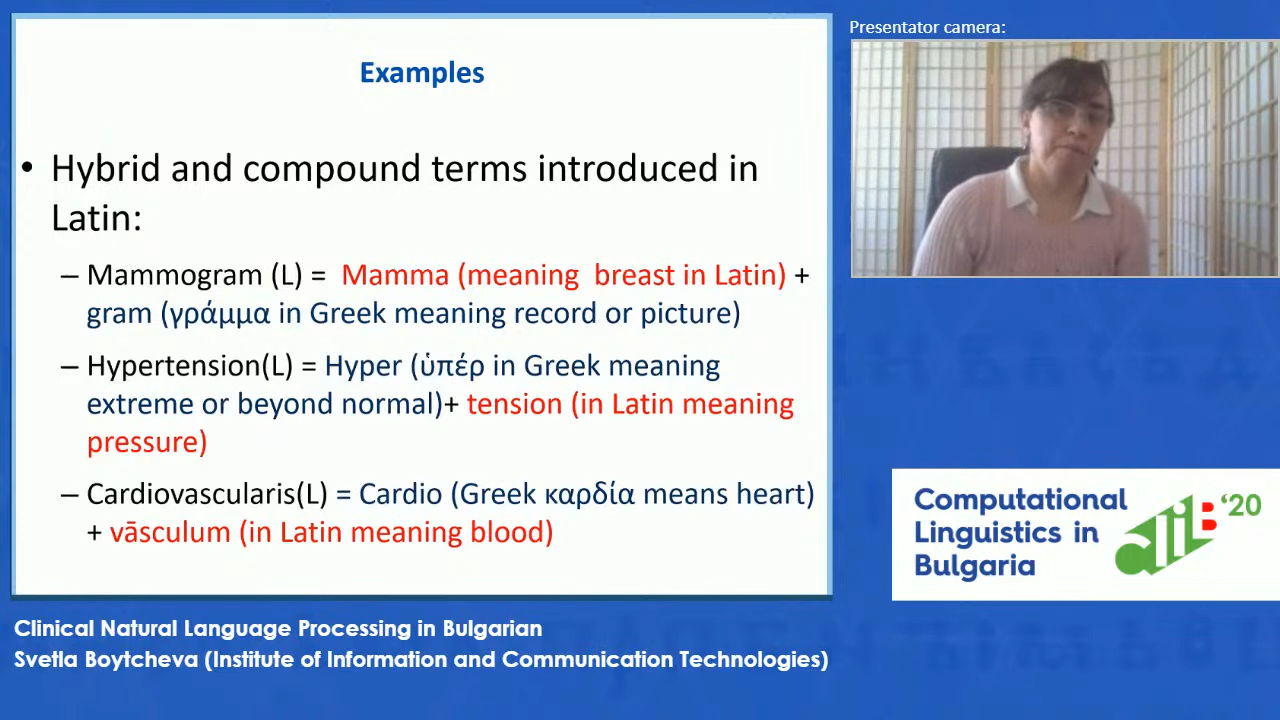 Examples
• Hybrid and compound terms introduced in
Latin:
– Mammogram (L) = Mamma (meaning breast in Latin) +
gram (γράμμα in Greek meaning record or picture)
– Hypertension(L) = Hyper (ὑπέρ in Greek meaning
extreme or beyond normal)+ tension (in Latin meaning
pressure)
– Cardiovascularis(L) = Cardio (Greek καρδία means heart)
+ vāsculum (in Latin meaning blood)
Presentator camera:
Computational
Linguistics in
Bulgaria
clib '20
Clinical Natural Language Processing in Bulgarian
Svetla Boytcheva (Institute of Information and Communication Technologies)